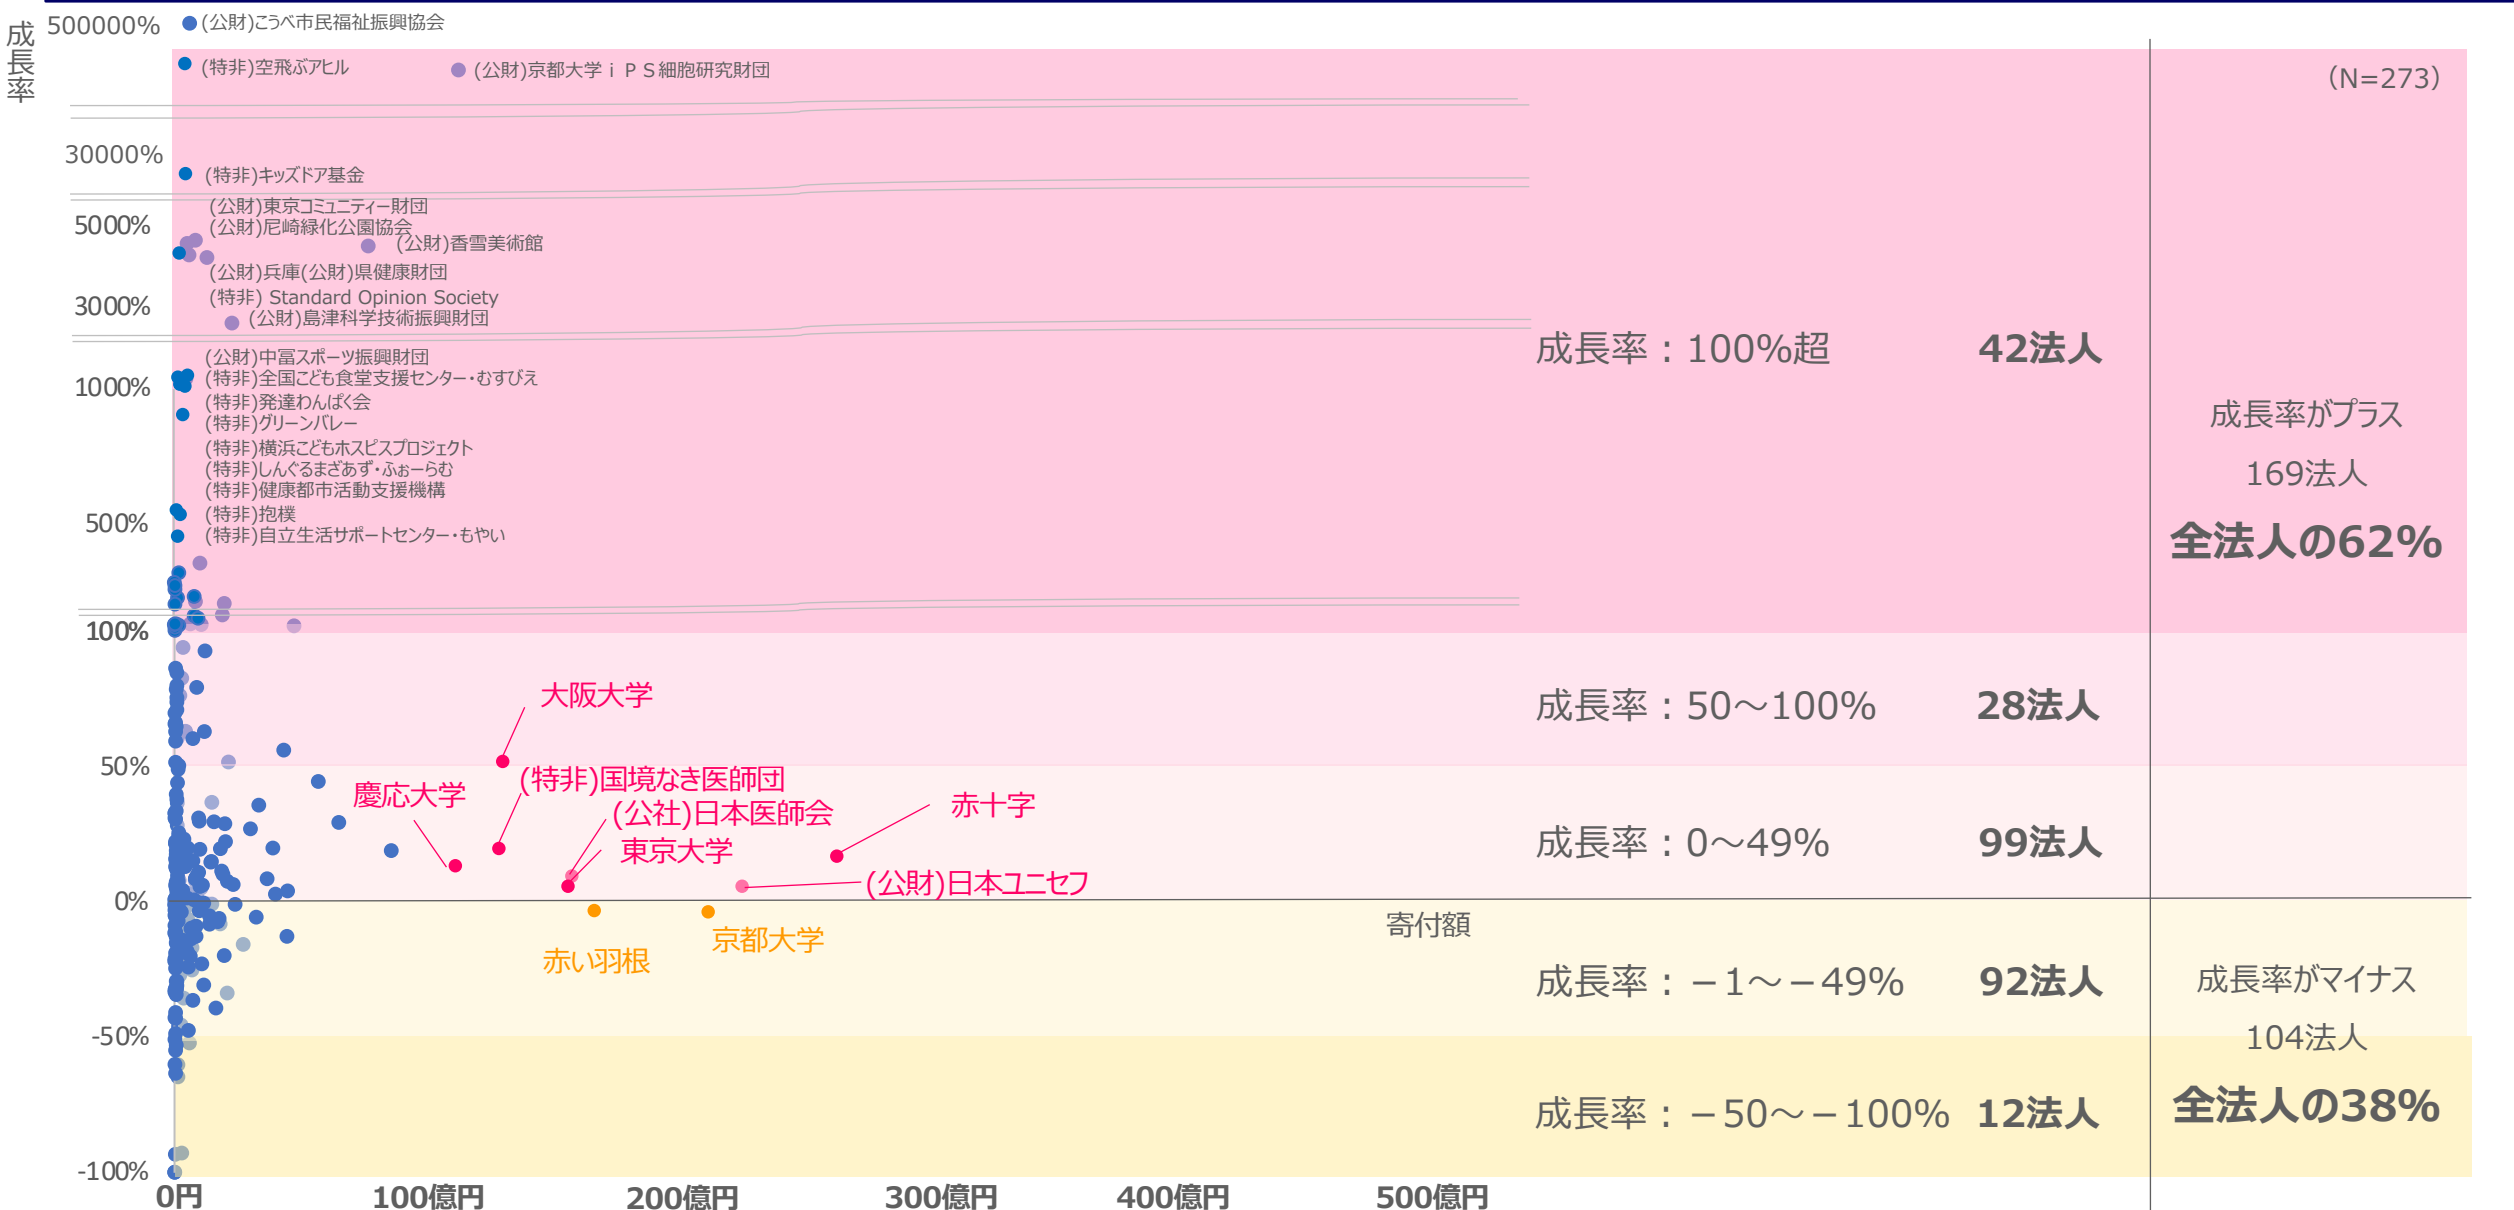 成長率
500000%
(公財)こうべ市民福祉振興協会
(特非)空飛ぶアヒル
(公財)京都大学ｉＰＳ細胞研究財団
（N=273）
30000%
(特非)キッズドア基金
(公財)東京コミュニティー財団
5000%
(公財)尼崎緑化公園協会
(公財)香雪美術館
(公財)兵庫(公財)県健康財団
(特非) Standard Opinion Society
3000%
(公財)島津科学技術振興財団
成長率：100%超 42法人
(公財)中冨スポーツ振興財団
(特非)全国こども食堂支援センター・むすびえ
1000%
(特非)発達わんぱく会
(特非)グリーンバレー
(特非)横浜こどもホスピスプロジェクト
(特非)しんぐるまざあず・ふぉーらむ
(特非)健康都市活動支援機構
(特非)抱樸
500%
(特非)自立生活サポートセンター・もやい
成長率がプラス
169法人
全法人の62%
100%
大阪大学
成長率：50～100% 28法人
50%
(特非)国境なき医師団
慶応大学
(公社)日本医師会
赤十字
東京大学
成長率：0～49% 99法人
(公財)日本ユニセフ
0%
寄付額
京都大学
赤い羽根
成長率：－1～－49% 92法人
成長率がマイナス
104法人
全法人の38%
-50%
成長率：－50～－100% 12法人
-100%
0円 100億円 200億円 300億円 400億円 500億円